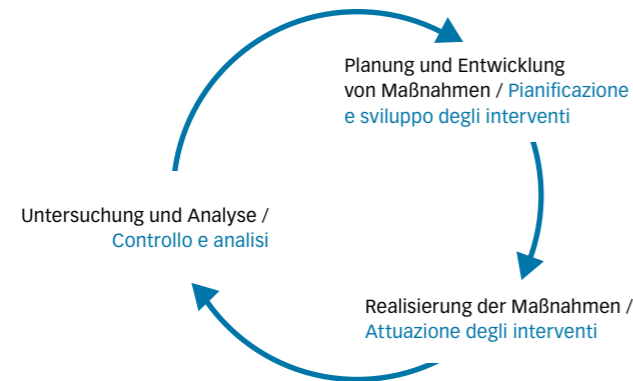 Planung und Entwicklung
von Maßnahmen / Pianificazione
e sviluppo degli interventi
Untersuchung und Analyse /
Controllo e analisi
Realisierung der Maßnahmen /
Attuazione degli interventi